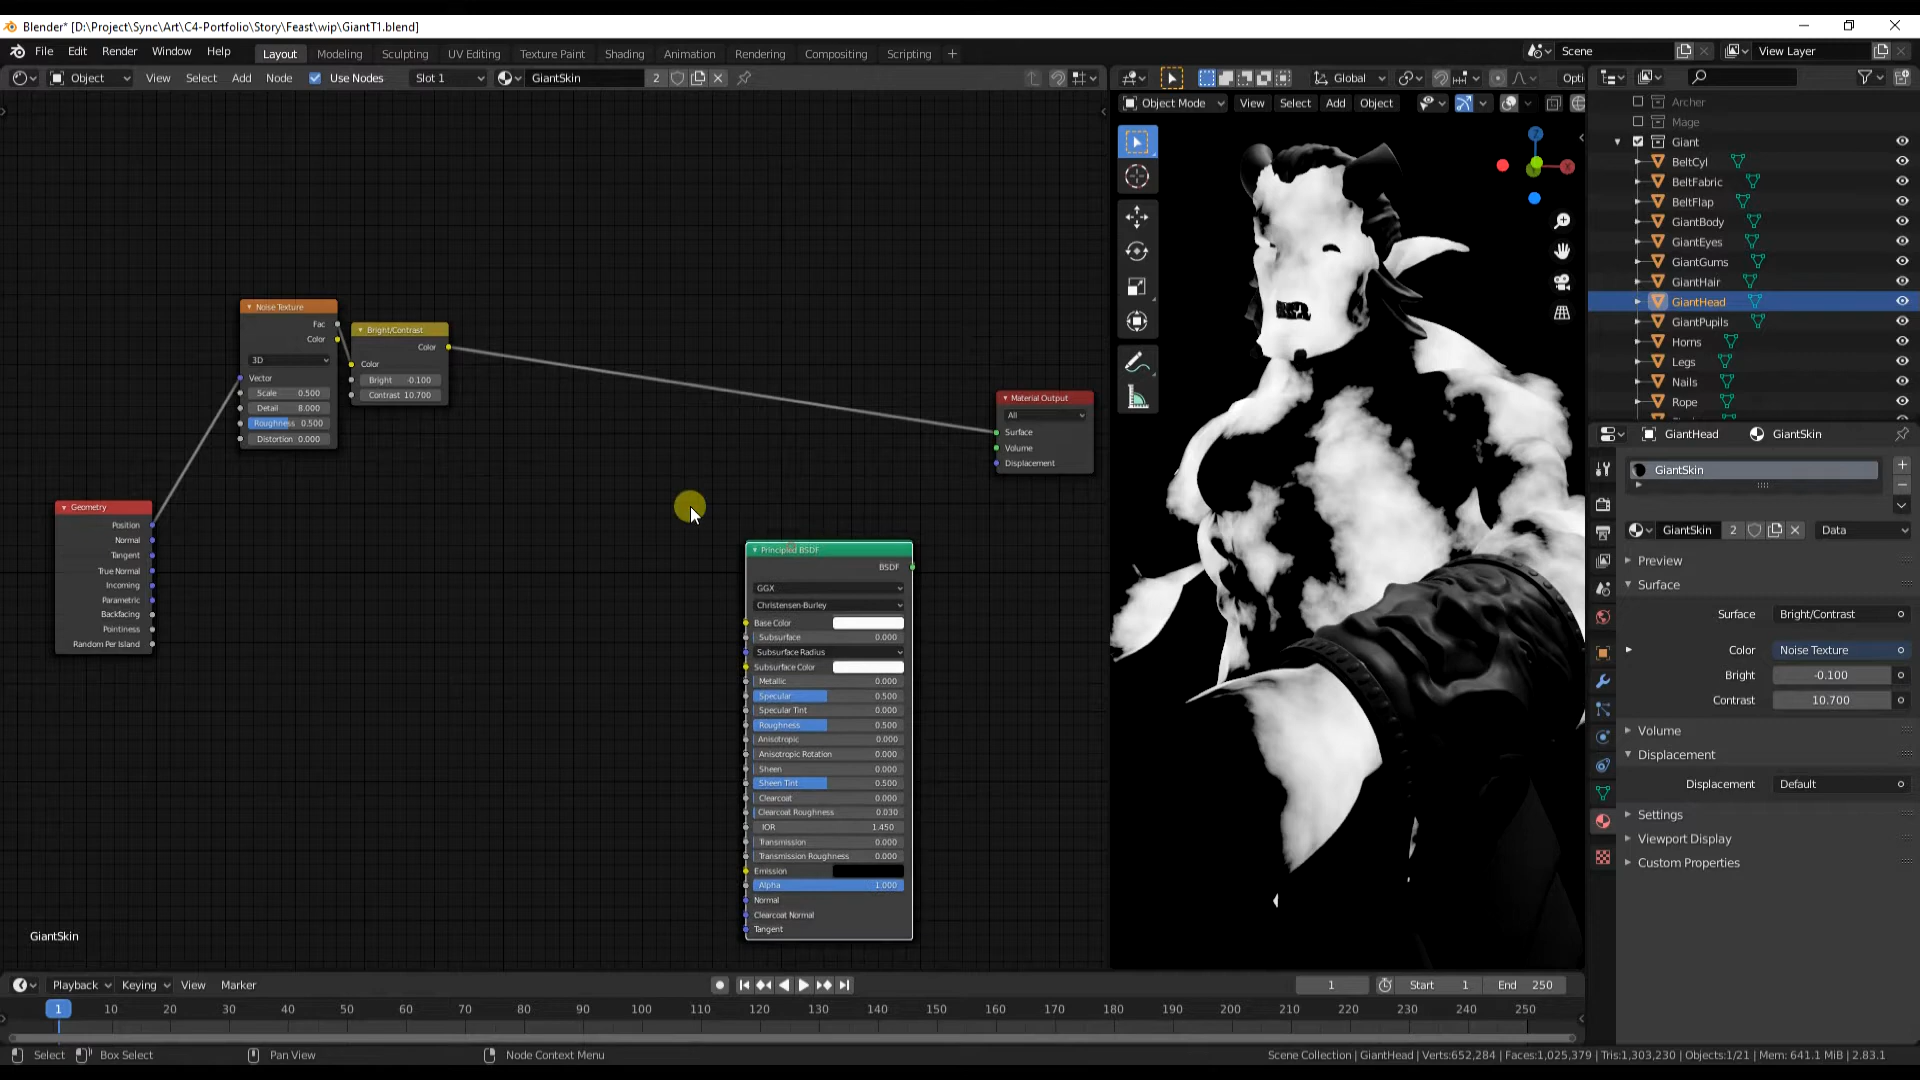 Blender* [D:\Project\Sync\Art\C4-Portfolio\Story\Feast\wip\GiantT1.blend]
File Edit Render Window Help Layout Modeling Sculpting UV Editing Texture Paint Shading Animation Rendering Compositing Scripting Scene View Layer
Object View Select Add Node Use Nodes Slot 1 GiantSkin 2 Global Opti
Object Mode View Select Add Object
Archer
Mage
Giant
BeltCyl
BeltFabric
BeltFlap
GiantBody
GiantEyes
GiantGums
GiantHair
GiantHead
GiantPupils
Horns
Legs
Nails
Rope
Noise Texture
Fac
Color
3D
Vector
Scale 0.500
Detail 8.000
Roughness 0.500
Distortion 0.000
Bright/Contrast
Color
Color
Bright -0.100
Contrast 10.700
Material Output
All
Surface
Volume
Displacement
Geometry
Position
Normal
Tangent
True Normal
Incoming
Parametric
Backfacing
Pointiness
Random Per Island
Principled BSDF
BSDF
GGX
Christensen-Burley
Base Color
Subsurface 0.000
Subsurface Radius
Subsurface Color
Metallic 0.000
Specular 0.500
Specular Tint 0.000
Roughness 0.500
Anisotropic 0.000
Anisotropic Rotation 0.000
Sheen 0.000
Sheen Tint 0.500
Clearcoat 0.000
Clearcoat Roughness 0.030
IOR 1.450
Transmission 0.000
Transmission Roughness 0.000
Emission
Alpha 1.000
Normal
Clearcoat Normal
Tangent
GiantHead GiantSkin
GiantSkin
GiantSkin 2 Data
Preview
Surface
Surface Bright/Contrast
Color Noise Texture
Bright -0.100
Contrast 10.700
Volume
Displacement
Displacement Default
Settings
Viewport Display
Custom Properties
GiantSkin
Playback Keying View Marker 1 Start 1 End 250
1 10 20 30 40 50 60 70 80 90 100 110 120 130 140 150 160 170 180 190 200 210 220 230 240 250
Select Box Select Pan View Node Context Menu Scene Collection | GiantHead | Verts:652,284 | Faces:1,025,379 | Tris:1,303,230 | Objects:1/21 | Mem: 641.1 MiB | 2.83.1